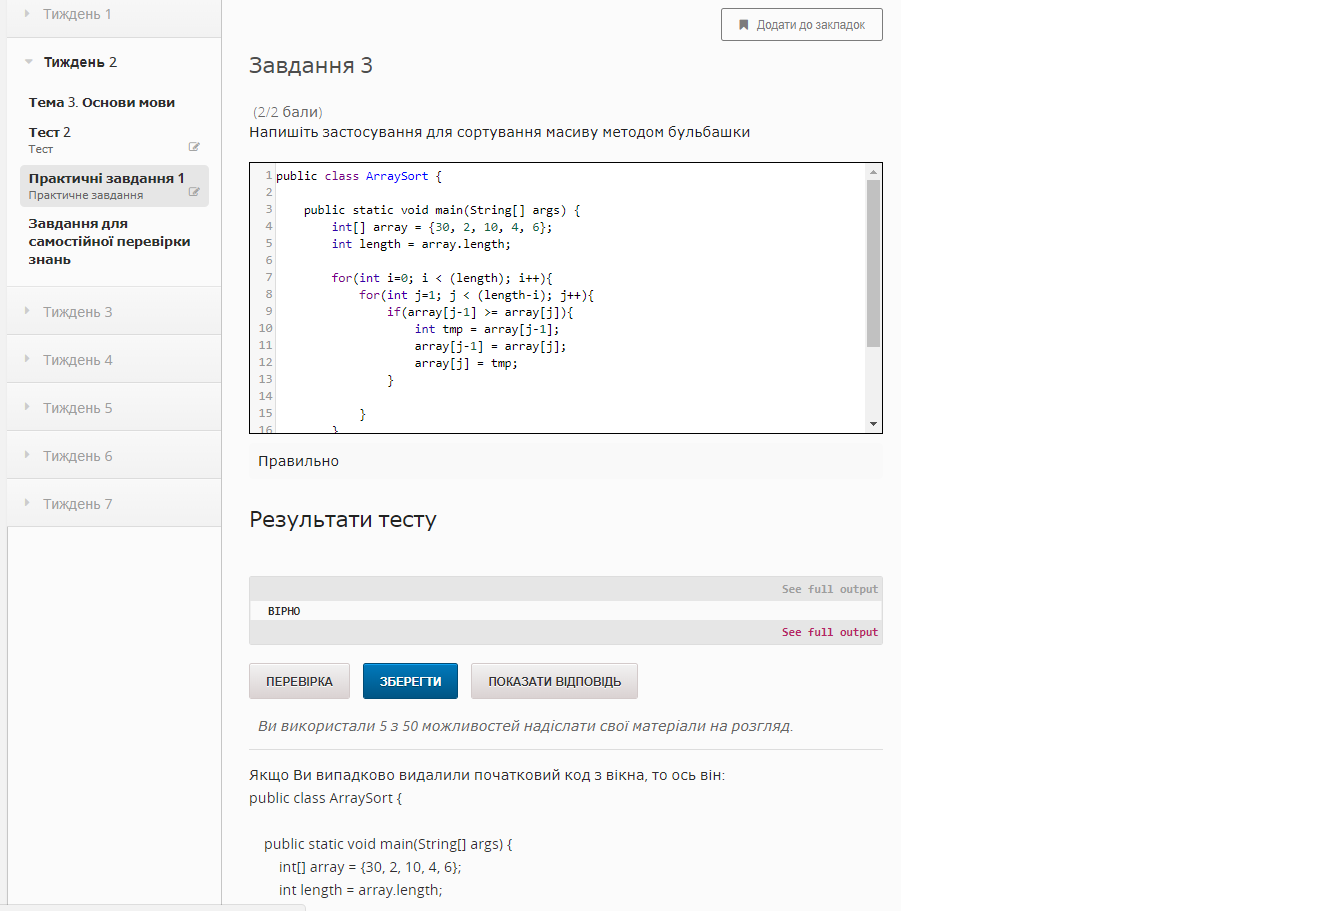 Тиждень 1
Тиждень 2
Тема 3. Основи мови
Тест 2
Тест
Практичні завдання 1
Практичне завдання
Завдання для
самостійної перевірки
знань
Тиждень 3
Тиждень 4
Тиждень 5
Тиждень 6
Тиждень 7
Додати до закладок
Завдання 3
(2/2 бали)
Напишіть застосування для сортування масиву методом бульбашки
1 public class ArraySort {
2
3     public static void main(String[] args) {
4         int[] array = {30, 2, 10, 4, 6};
5         int length = array.length;
6
7         for(int i=0; i < (length); i++){
8             for(int j=1; j < (length-i); j++){
9                 if(array[j-1] >= array[j]){
10                     int tmp = array[j-1];
11                     array[j-1] = array[j];
12                     array[j] = tmp;
13                 }
14
15             }
16         }
Правильно
Результати тесту
See full output
ВІРНО
See full output
ПЕРЕВІРКА
ЗБЕРЕГТИ
ПОКАЗАТИ ВІДПОВІДЬ
Ви використали 5 з 50 можливостей надіслати свої матеріали на розгляд.
Якщо Ви випадково видалили початковий код з вікна, то ось він:
public class ArraySort {
public static void main(String[] args) {
int[] array = {30, 2, 10, 4, 6};
int length = array.length;